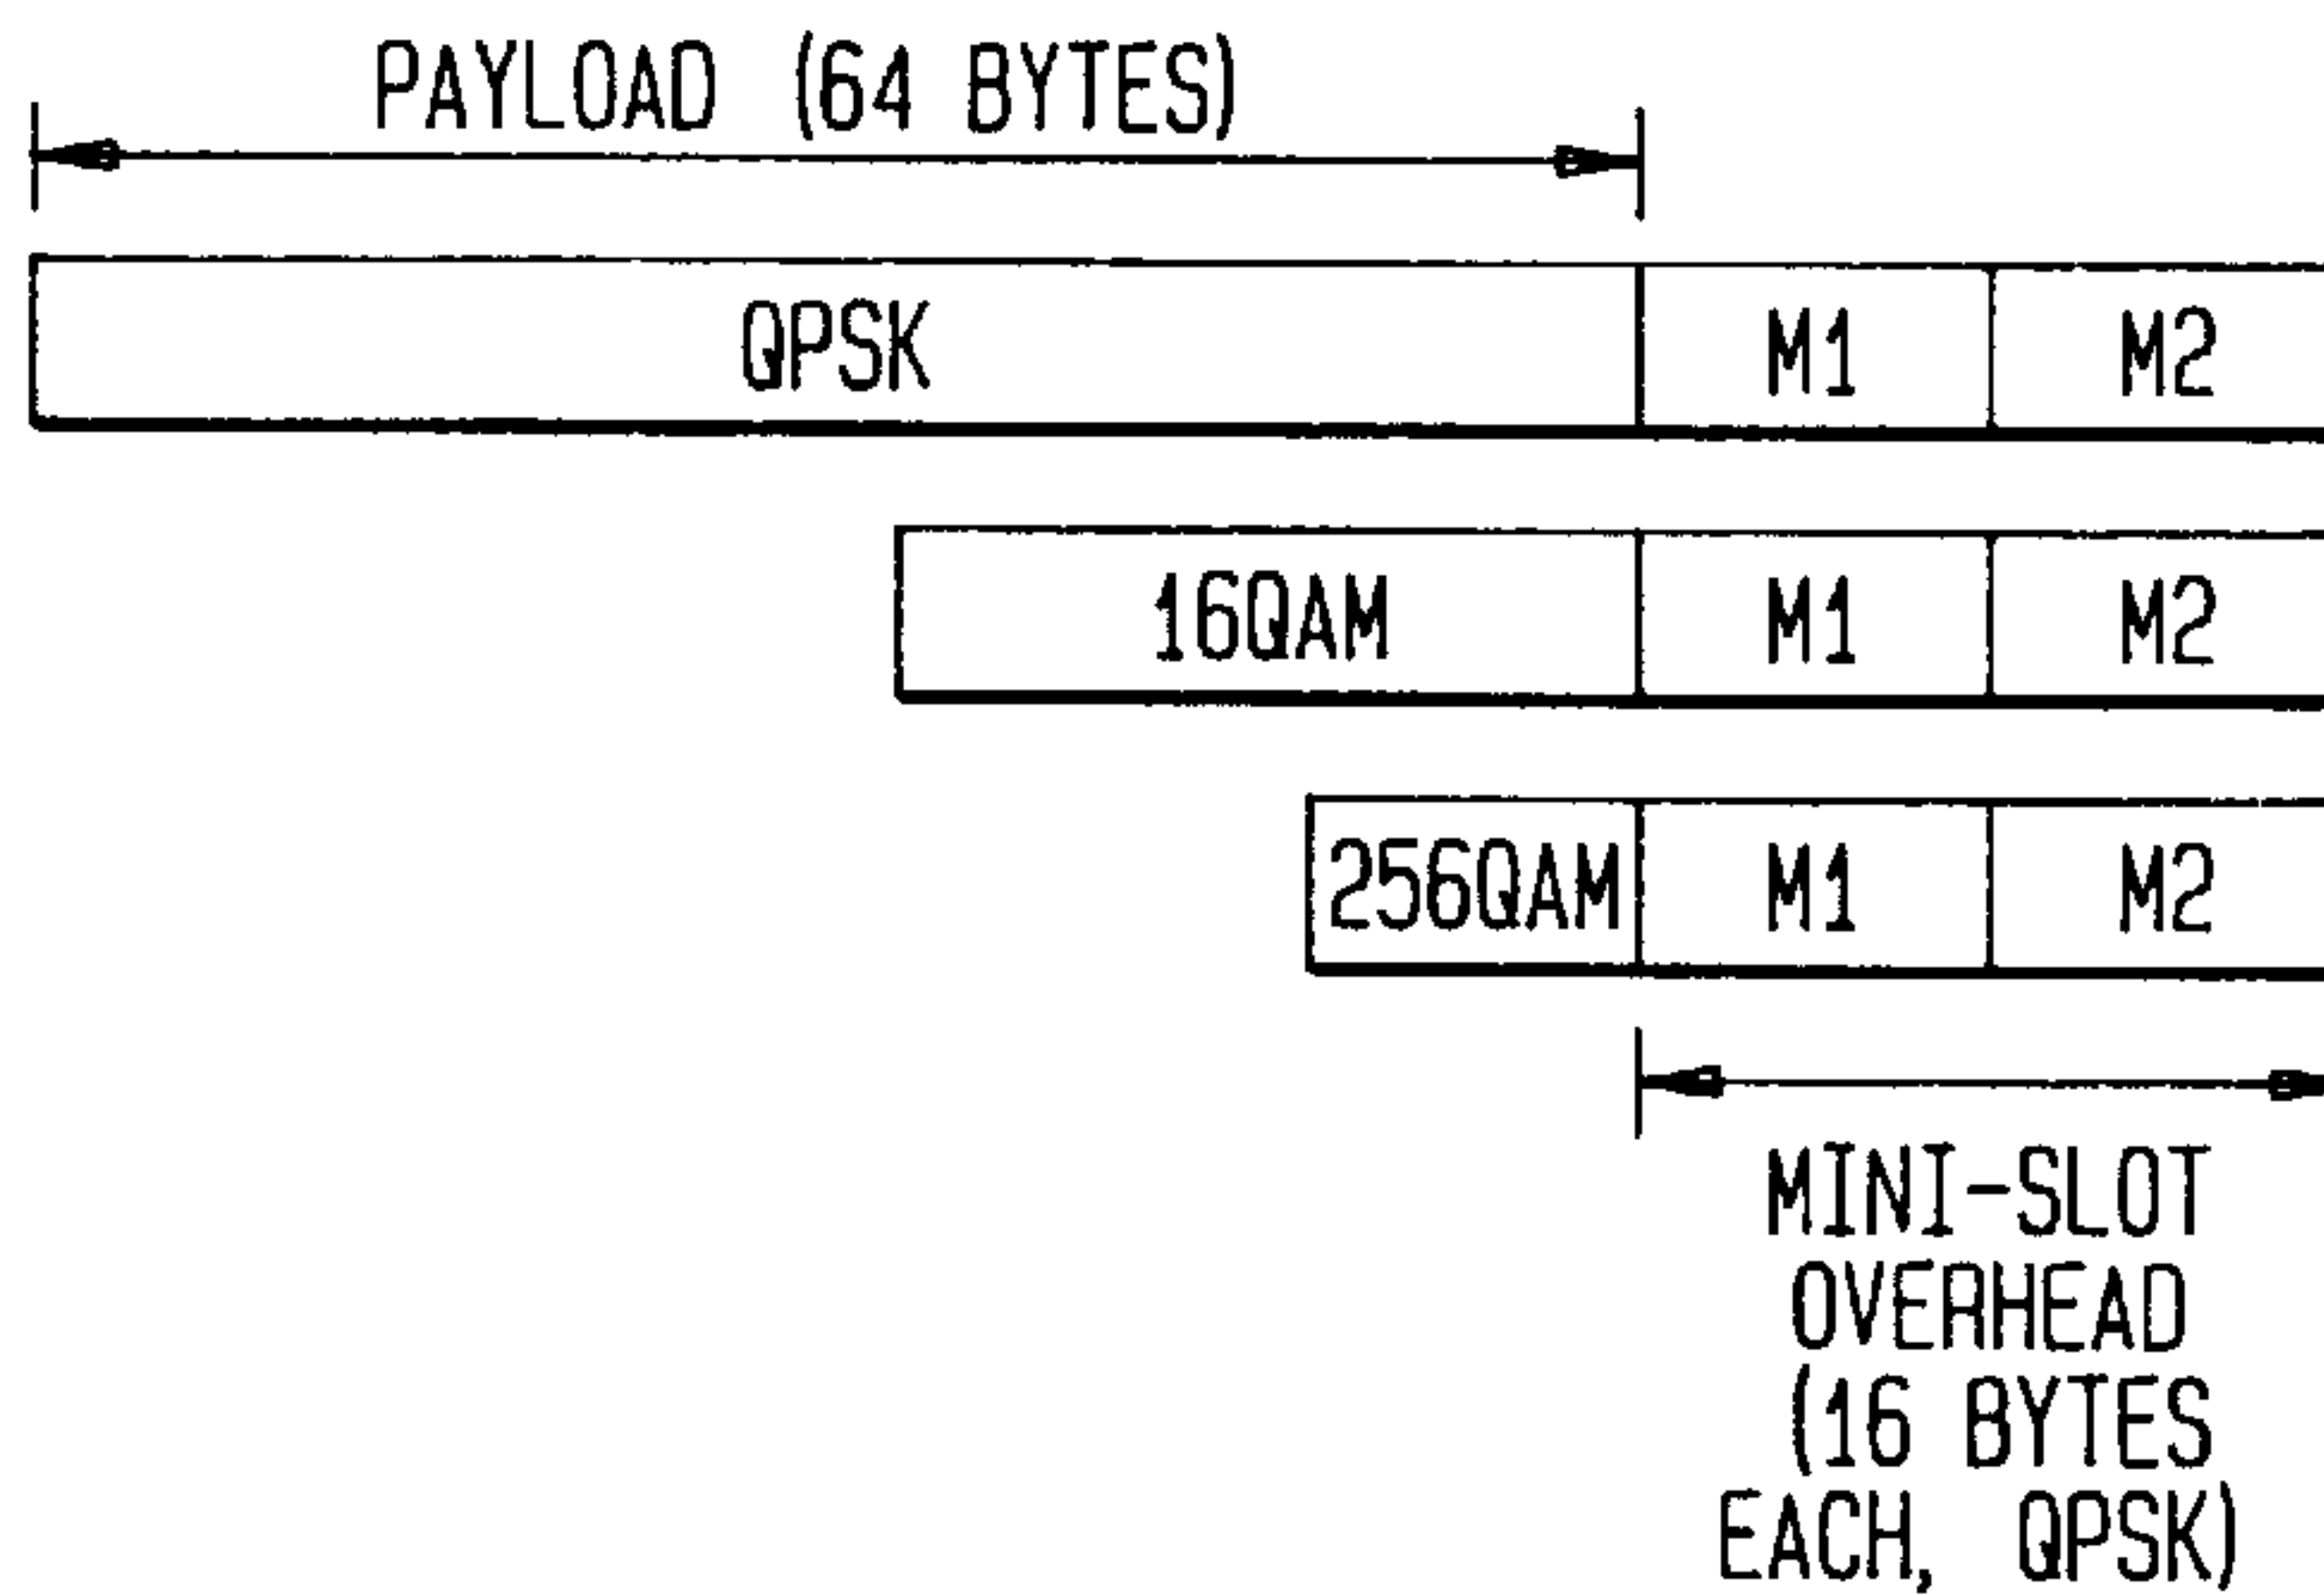 PAYLOAD (64 BYTES)
QPSK M1 M2
16QAM M1 M2
256QAM M1 M2
MINI-SLOT
OVERHEAD
(16 BYTES
EACH, QPSK)